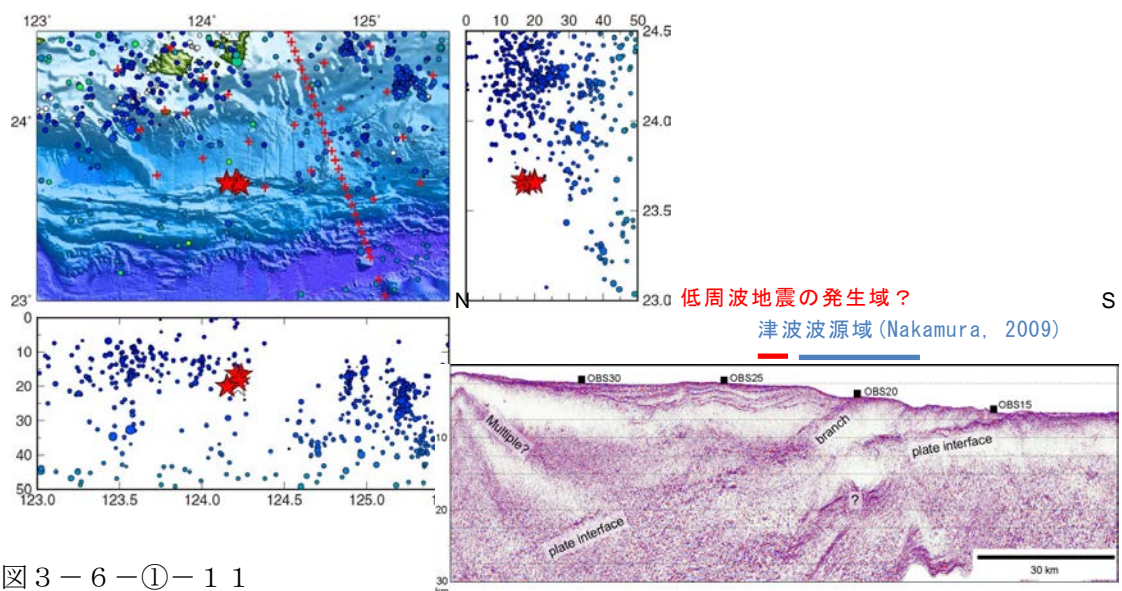 123° 124° 125°
24°
23°
0 10 20 30 40 50
24.5
24.0
23.5
23.0
N
S
低周波地震の発生域？
津波波源域(Nakamura, 2009)
0
10
20
30
40
50
123.0 123.5 124.0 124.5 125.0
OBS30
OBS25
OBS20
OBS15
Multiple?
branch
plate interface
?
plate interface
10
20
30
30 km
図３－６－①－１１